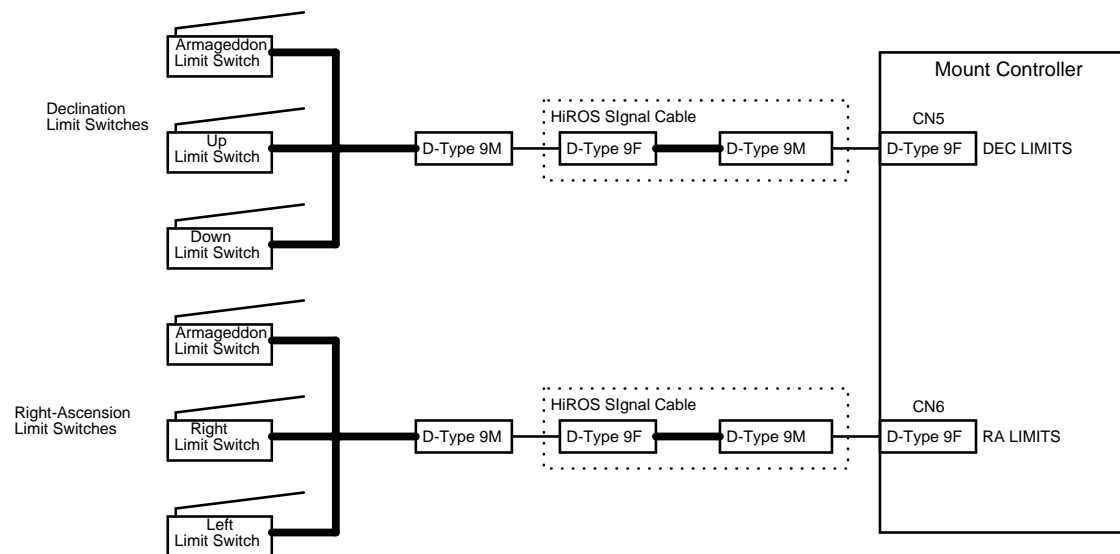 Armageddon
Limit Switch
Mount Controller
Declination
Limit Switches
HiROS SIgnal Cable
CN5
Up
Limit Switch
D-Type 9M
D-Type 9F
D-Type 9M
D-Type 9F
DEC LIMITS
Down
Limit Switch
Armageddon
Limit Switch
Right-Ascension
Limit Switches
HiROS SIgnal Cable
CN6
Right
Limit Switch
D-Type 9M
D-Type 9F
D-Type 9M
D-Type 9F
RA LIMITS
Left
Limit Switch